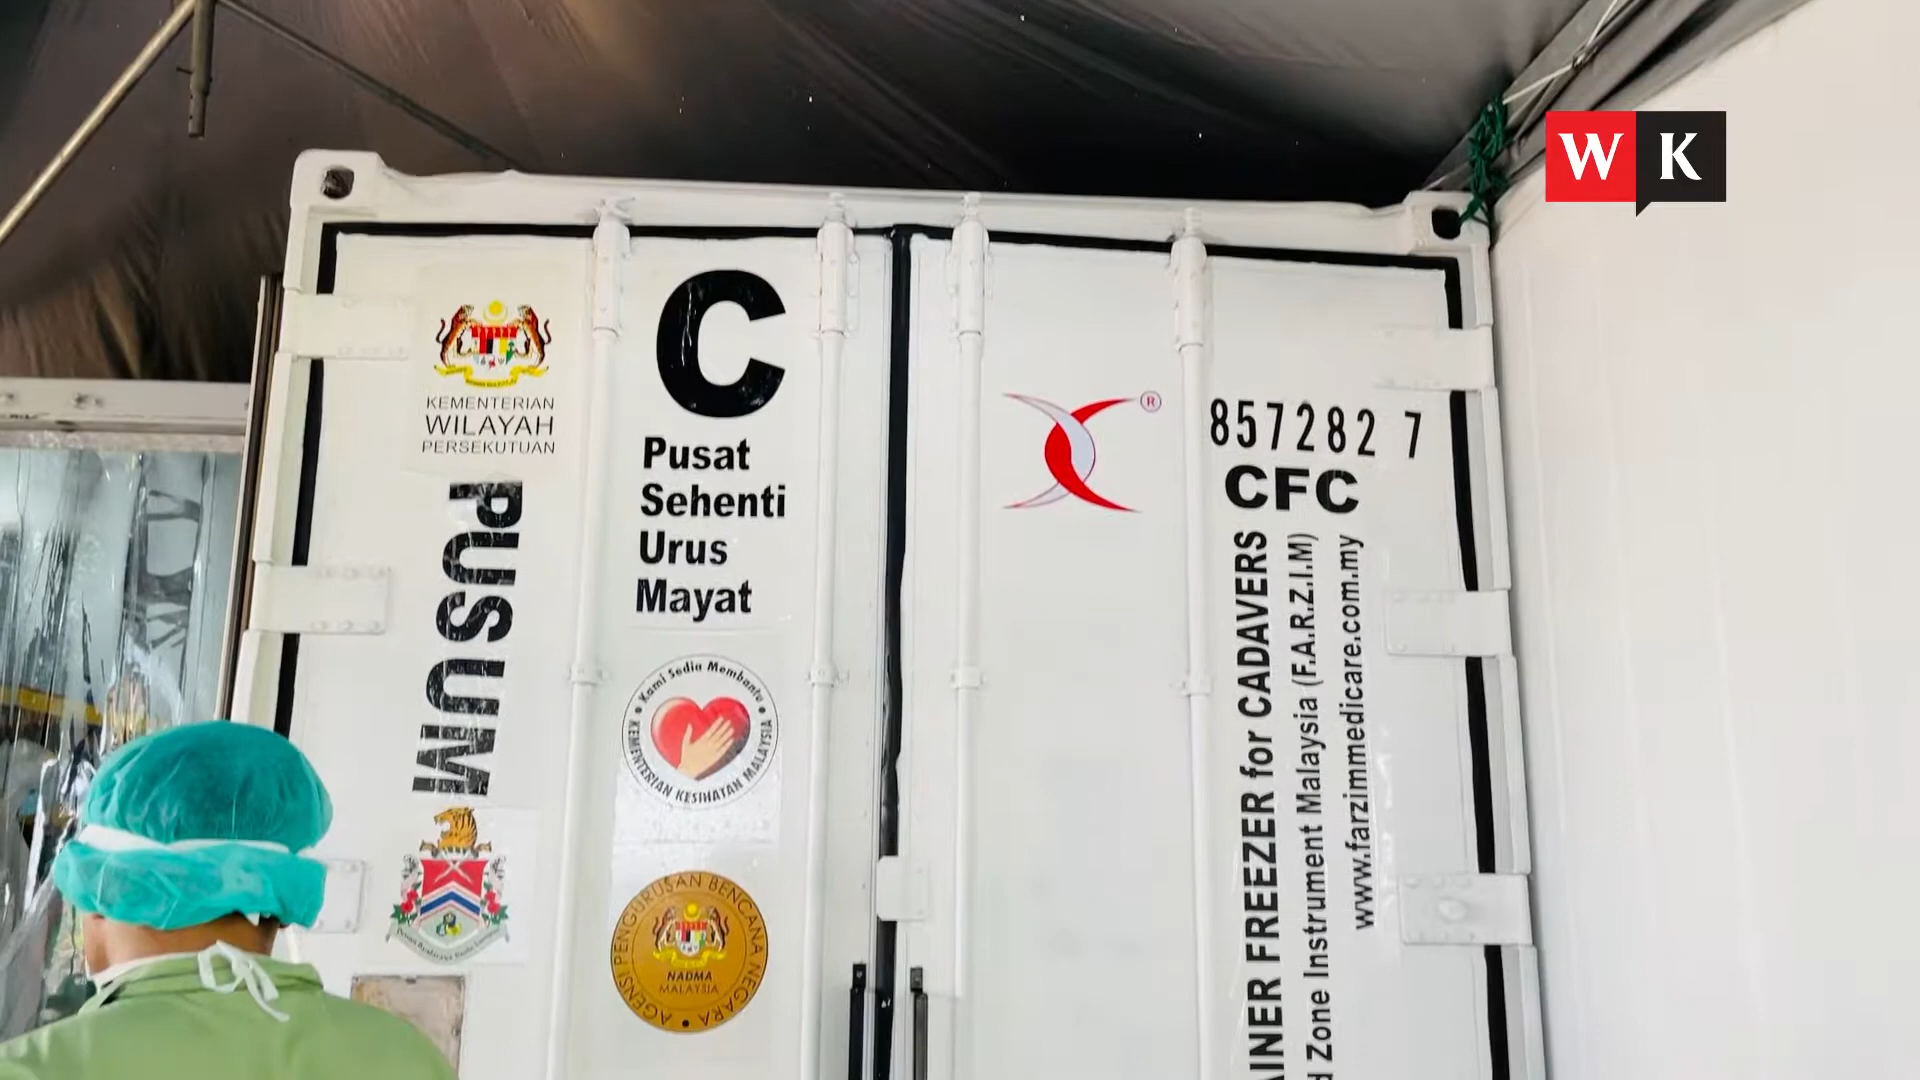 W K
KEMENTERIAN
WILAYAH
PERSEKUTUAN
PUSUM
C
Pusat
Sehenti
Urus
Mayat
Kami Sedia Membantu
KEMENTERIAN KESIHATAN MALAYSIA
AGENSI PENGURUSAN BENCANA NEGARA
NADMA
MALAYSIA
®
857282 7
CFC
AINER FREEZER for CADAVERS
d Zone Instrument Malaysia (F.A.R.Z.I.M)
www.farzimmedicare.com.my